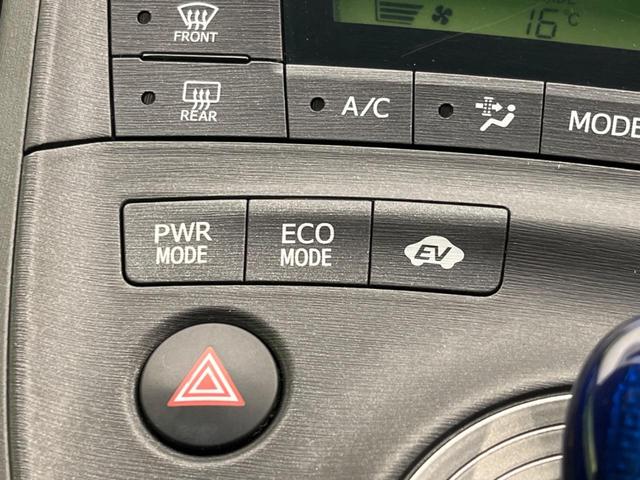 16°C
FRONT
REAR
A/C
MODE
PWR
MODE
ECO
MODE
EV